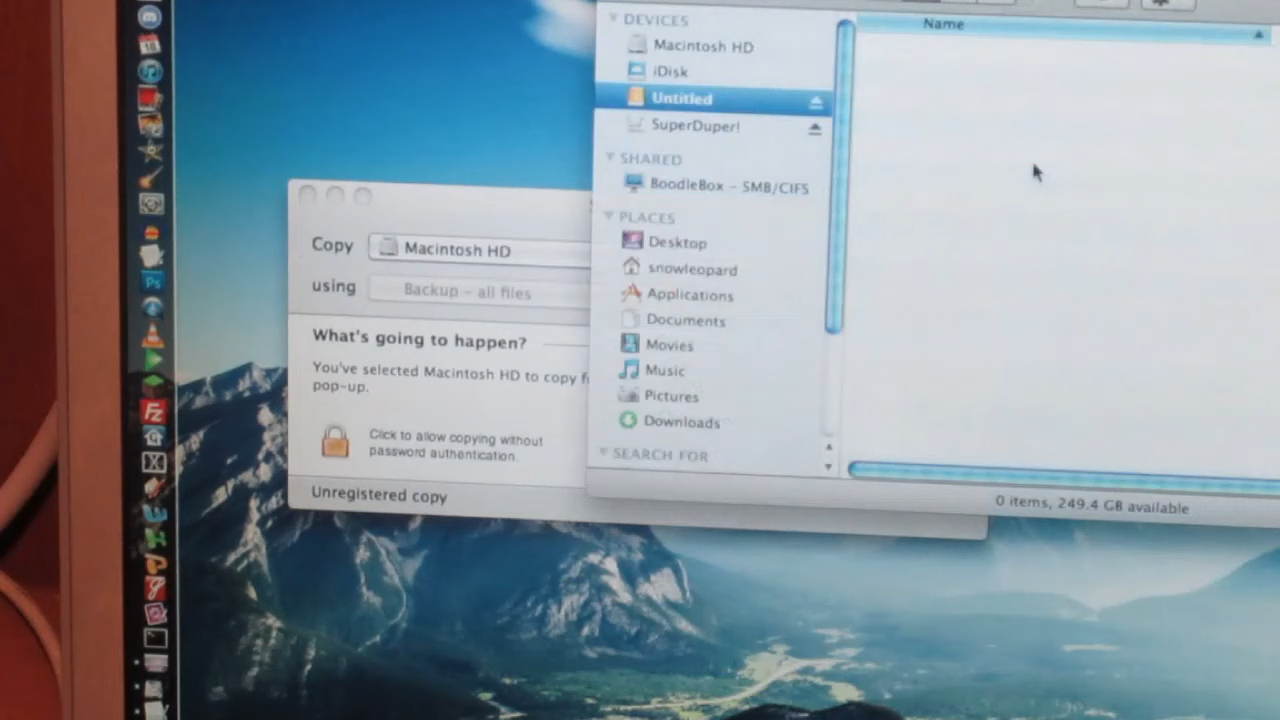 DEVICES
Macintosh HD
iDisk
Untitled
SuperDuper!
SHARED
BoodleBox - SMB/CIFS
PLACES
Desktop
snowleopard
Applications
Documents
Movies
Music
Pictures
Downloads
SEARCH FOR
Name
0 items, 249.4 GB available
Copy Macintosh HD
using Backup - all files
What's going to happen?
You've selected Macintosh HD to copy f
pop-up.
Click to allow copying without
password authentication.
Unregistered copy
Ps
Fz
X